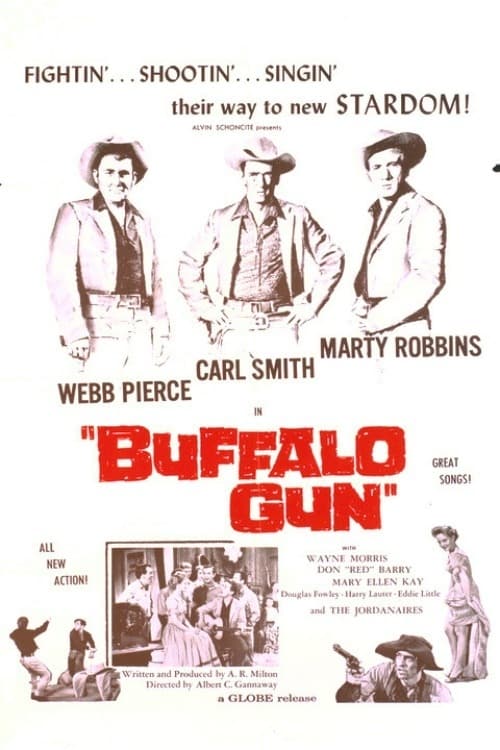 FIGHTIN'... SHOOTIN'... SINGIN'
their way to new STARDOM!
ALVIN SCHONCITE presents
WEBB PIERCE
CARL SMITH
MARTY ROBBINS
IN
"BUFFALO
GUN"
GREAT
SONGS!
ALL
NEW
ACTION!
WITH
WAYNE MORRIS
DON "RED" BARRY
MARY ELLEN KAY
Douglas Fowley - Harry Lauter - Eddie Little
and THE JORDANAIRES
Written and Produced by A. R. Milton
Directed by Albert C. Gannaway
a GLOBE release